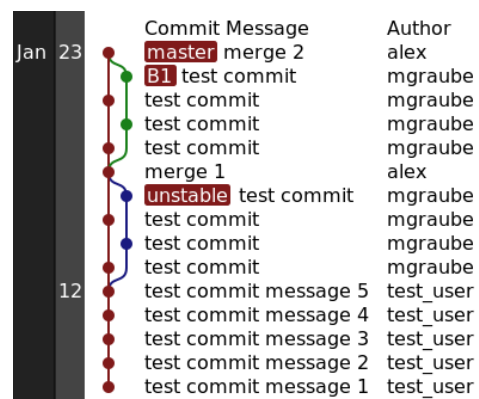 Commit Message Author
Jan 23 master merge 2 alex
B1 test commit mgraube
test commit mgraube
test commit mgraube
test commit mgraube
merge 1 alex
unstable test commit mgraube
test commit mgraube
test commit mgraube
test commit mgraube
12 test commit message 5 test_user
test commit message 4 test_user
test commit message 3 test_user
test commit message 2 test_user
test commit message 1 test_user